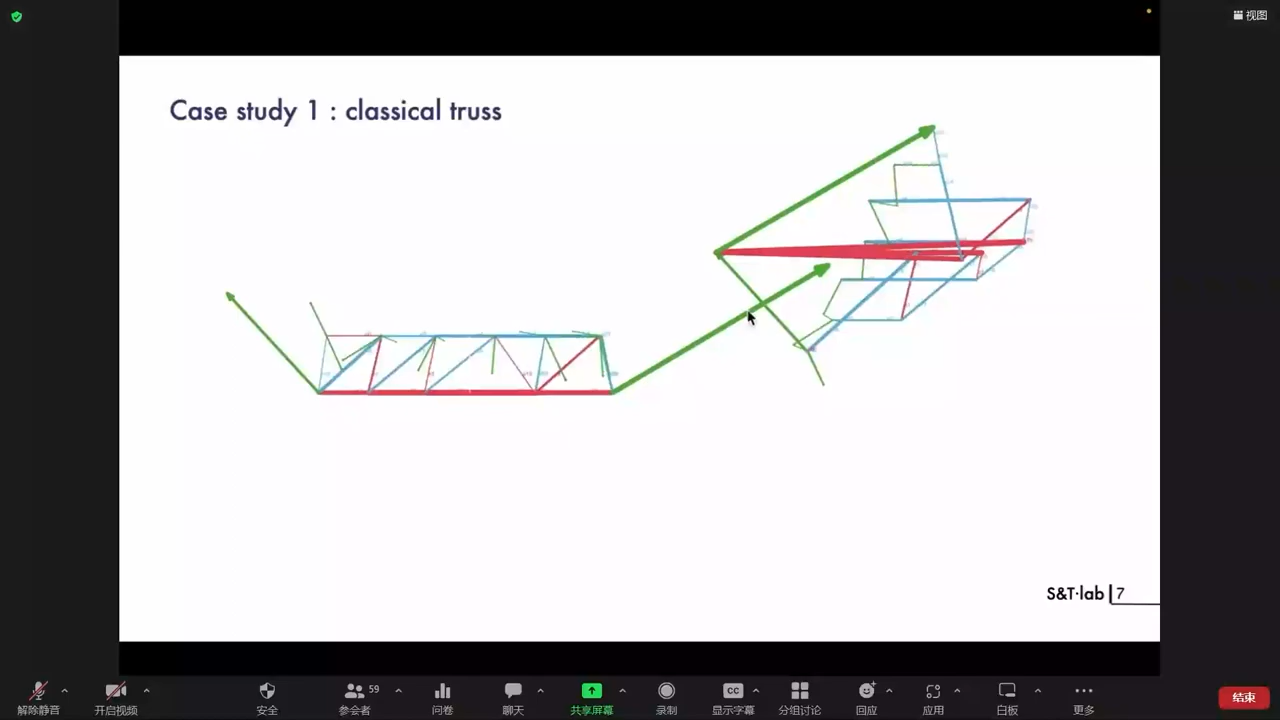 视图
Case study 1 : classical truss
S&T·lab 7
解除静音
开启视频
安全
59
参会者
问卷
聊天
共享屏幕
录制
CC
显示字幕
分组讨论
回应
应用
白板
更多
结束